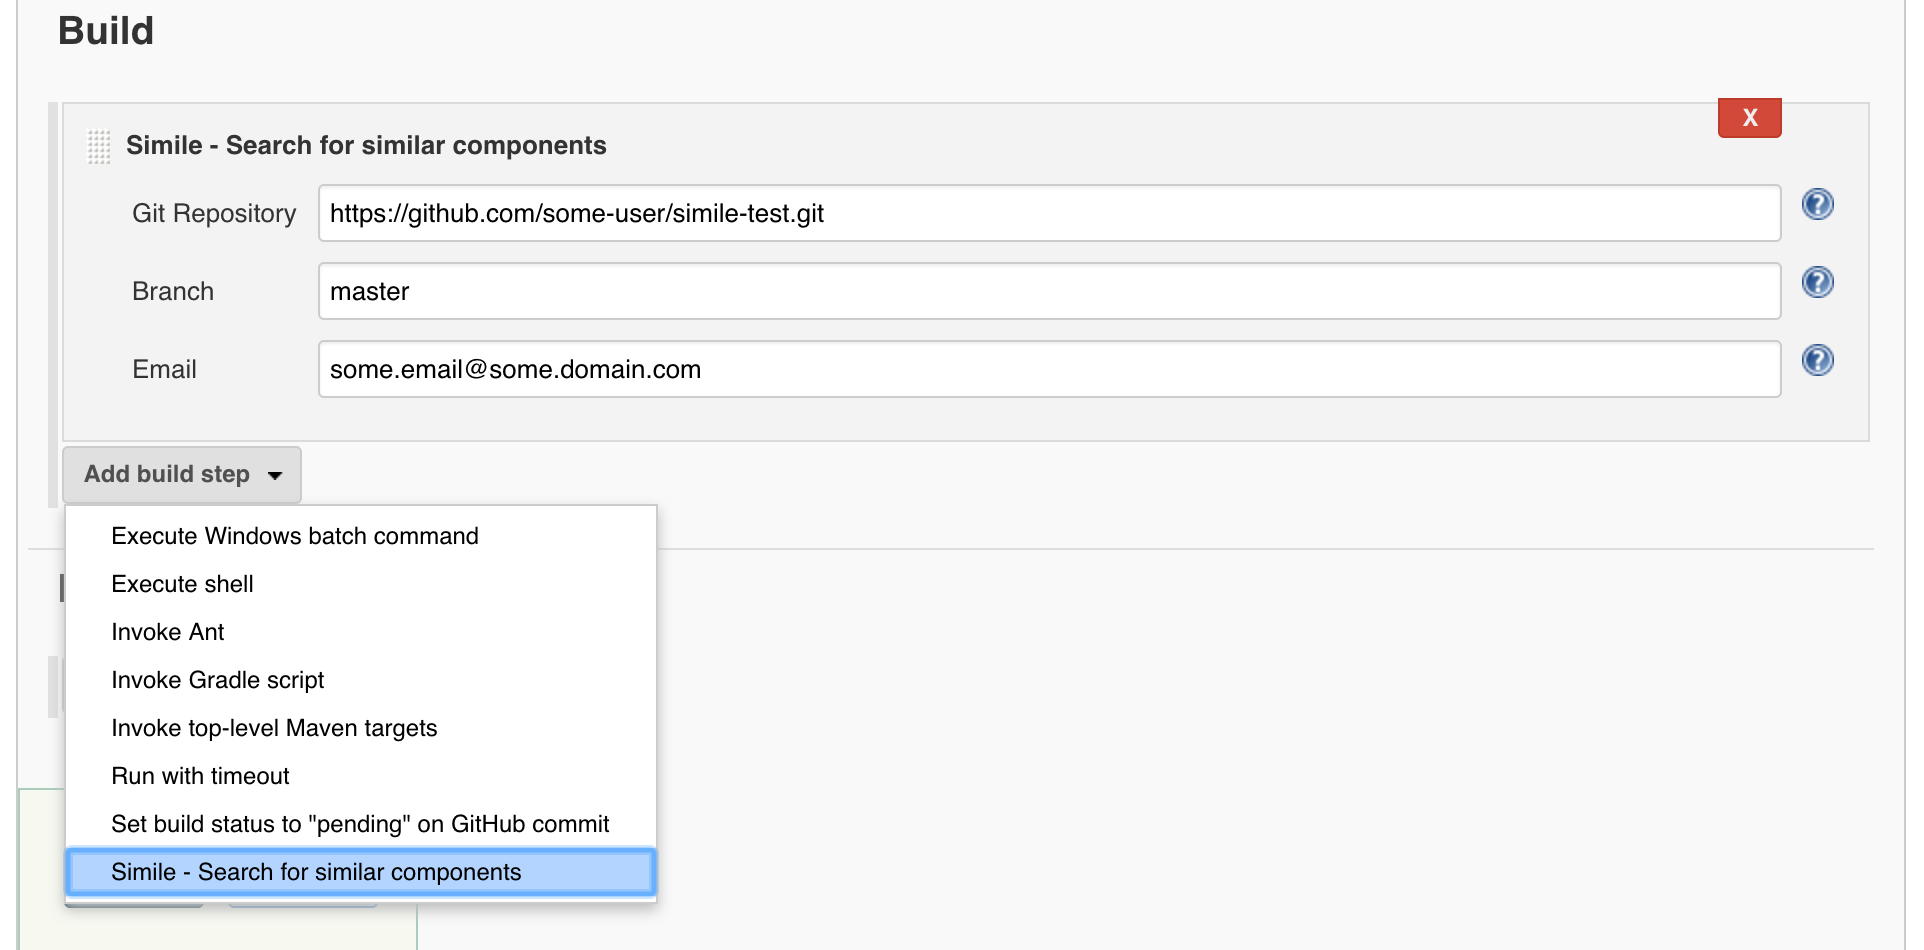 Build
X
Simile - Search for similar components
Git Repository https://github.com/some-user/simile-test.git ?
Branch master ?
Email some.email@some.domain.com ?
Add build step
Execute Windows batch command
Execute shell
Invoke Ant
Invoke Gradle script
Invoke top-level Maven targets
Run with timeout
Set build status to "pending" on GitHub commit
Simile - Search for similar components